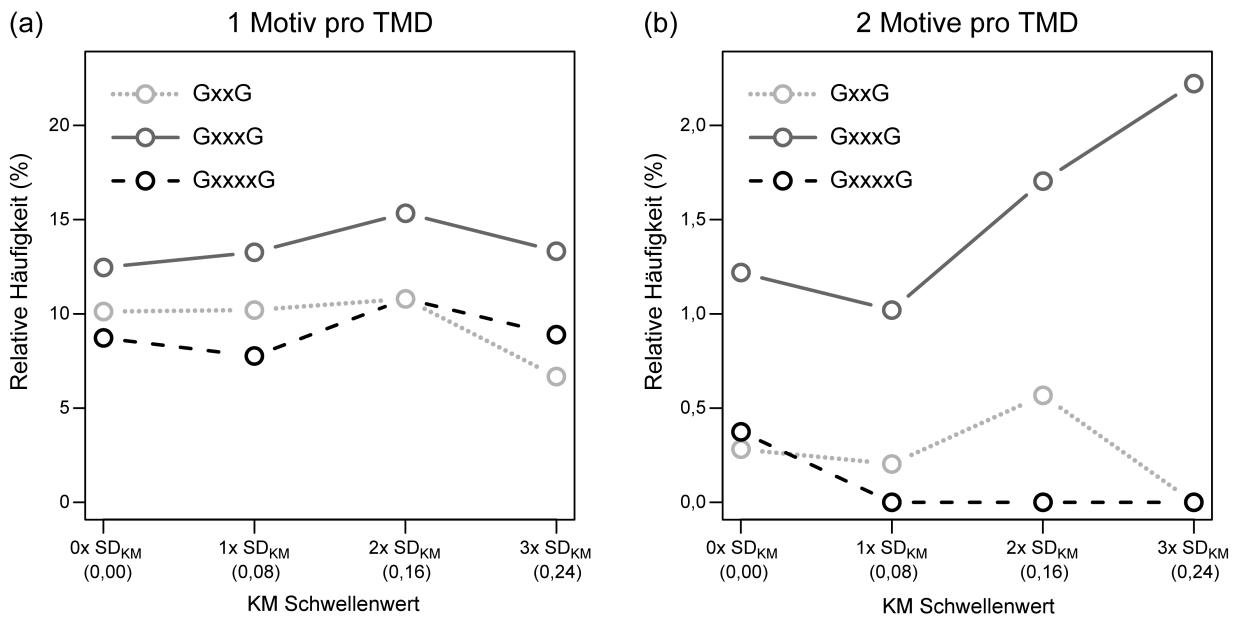 (a) 1 Motiv pro TMD
GxxG
GxxxG
GxxxxG
Relative Häufigkeit (%)
20
15
10
5
0
0x SDKM 1x SDKM 2x SDKM 3x SDKM
(0,00) (0,08) (0,16) (0,24)
KM Schwellenwert
(b) 2 Motive pro TMD
GxxG
GxxxG
GxxxxG
Relative Häufigkeit (%)
2,0
1,5
1,0
0,5
0,0
0x SDKM 1x SDKM 2x SDKM 3x SDKM
(0,00) (0,08) (0,16) (0,24)
KM Schwellenwert